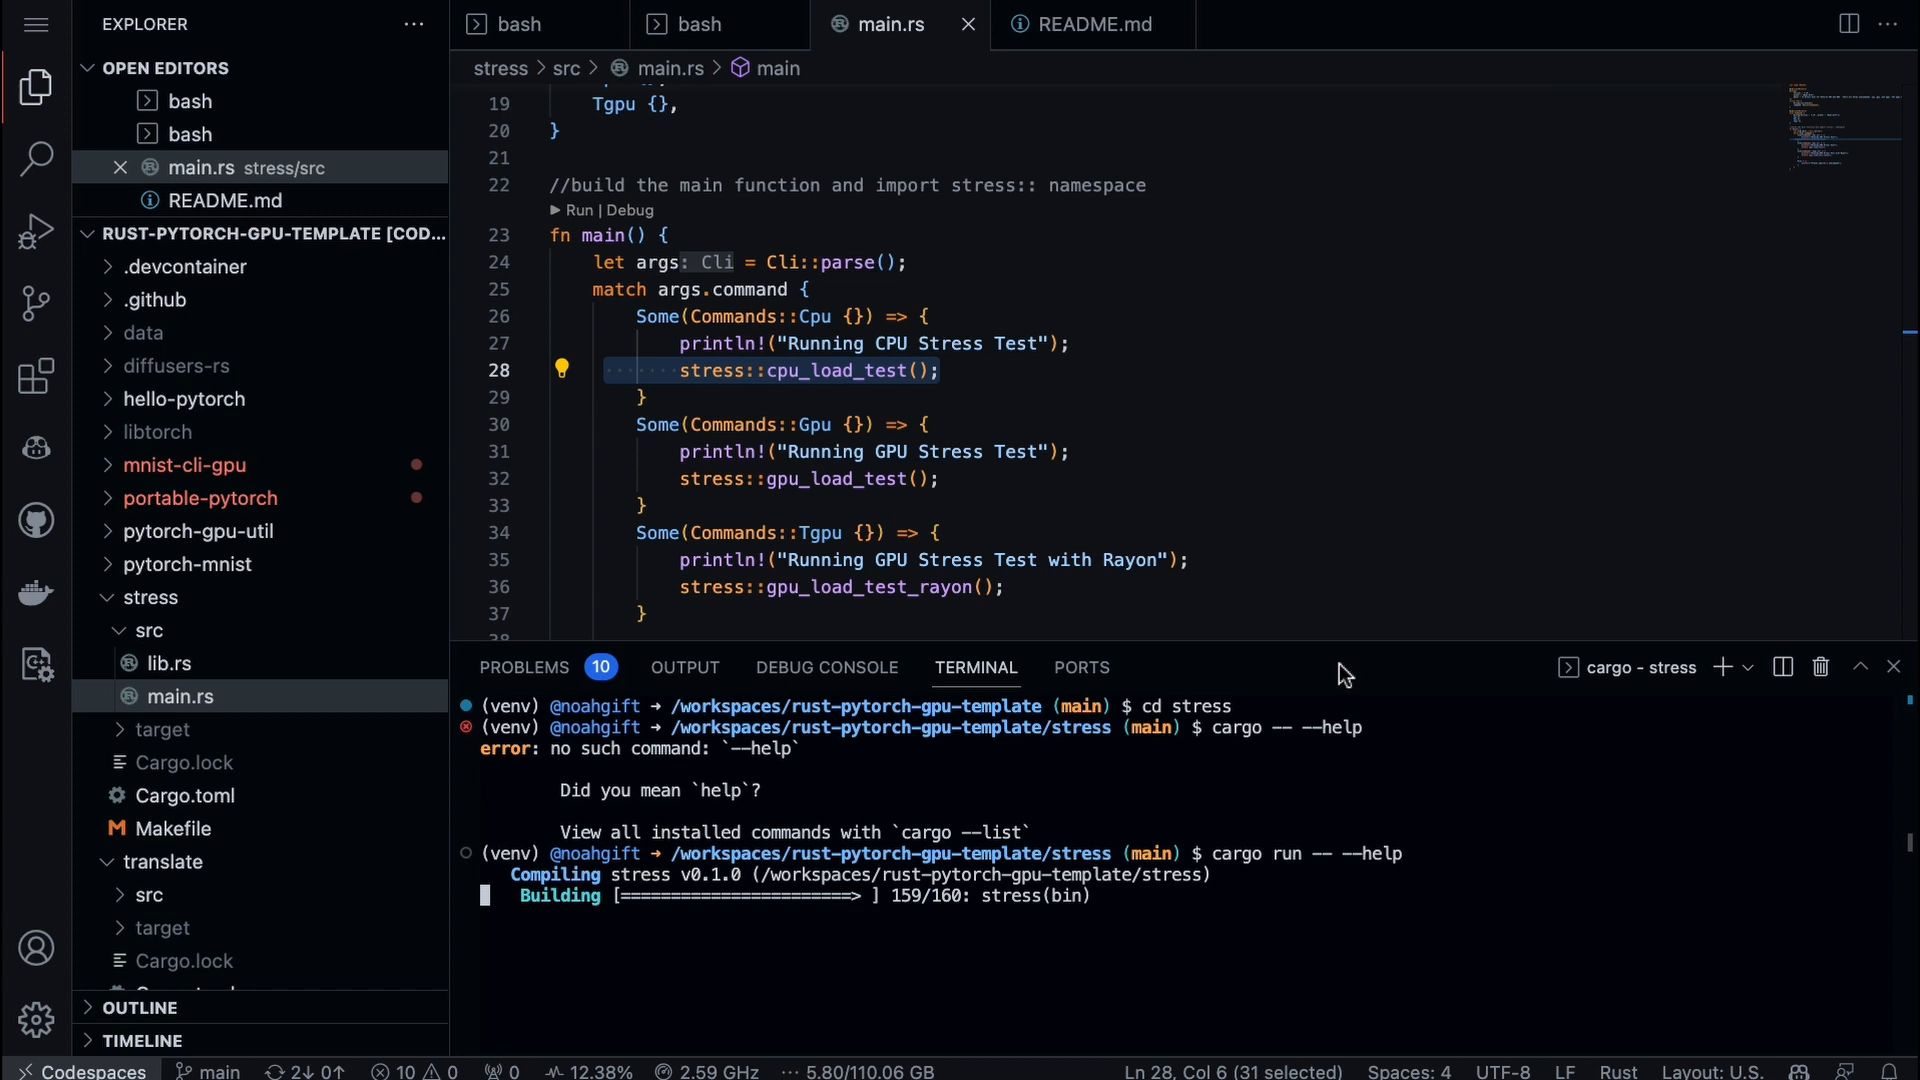 EXPLORER
bash
bash
main.rs
README.md
OPEN EDITORS
bash
bash
main.rs stress/src
README.md
RUST-PYTORCH-GPU-TEMPLATE [COD...
.devcontainer
.github
data
diffusers-rs
hello-pytorch
libtorch
mnist-cli-gpu
portable-pytorch
pytorch-gpu-util
pytorch-mnist
stress
src
lib.rs
main.rs
target
Cargo.lock
Cargo.toml
Makefile
translate
src
target
Cargo.lock
OUTLINE
TIMELINE
stress > src > main.rs > main
19 Tgpu {},
20 }
21
22 //build the main function and import stress:: namespace
Run | Debug
23 fn main() {
24 let args: Cli = Cli::parse();
25 match args.command {
26 Some(Commands::Cpu {}) => {
27 println!("Running CPU Stress Test");
28 stress::cpu_load_test();
29 }
30 Some(Commands::Gpu {}) => {
31 println!("Running GPU Stress Test");
32 stress::gpu_load_test();
33 }
34 Some(Commands::Tgpu {}) => {
35 println!("Running GPU Stress Test with Rayon");
36 stress::gpu_load_test_rayon();
37 }
PROBLEMS 10 OUTPUT DEBUG CONSOLE TERMINAL PORTS cargo - stress
(venv) @noahgift → /workspaces/rust-pytorch-gpu-template (main) $ cd stress
(venv) @noahgift → /workspaces/rust-pytorch-gpu-template/stress (main) $ cargo -- --help
error: no such command: `--help`
Did you mean `help`?
View all installed commands with `cargo --list`
(venv) @noahgift → /workspaces/rust-pytorch-gpu-template/stress (main) $ cargo run -- --help
Compiling stress v0.1.0 (/workspaces/rust-pytorch-gpu-template/stress)
Building [=======================> ] 159/160: stress(bin)
Codespaces main 2↓ 0↑ 10 0 0 12.38% 2.59 GHz 5.80/110.06 GB Ln 28, Col 6 (31 selected) Spaces: 4 UTF-8 LF Rust Layout: U.S.